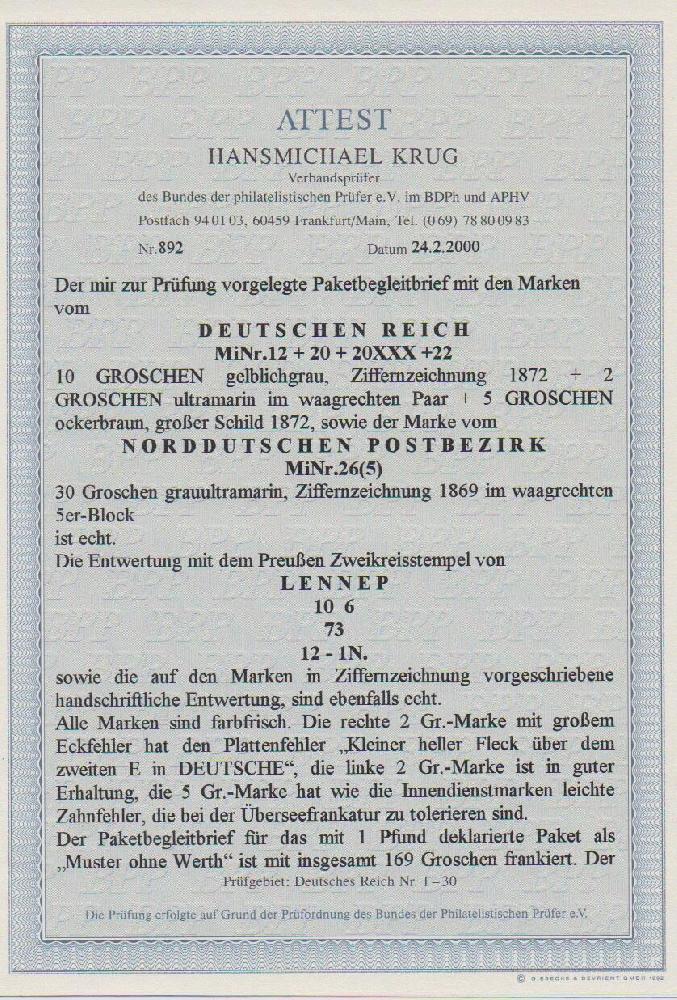 ATTEST
HANSMICHAEL KRUG
Verbandsprüfer
des Bundes der philatelistischen Prüfer e.V. im BDPh und APHV
Postfach 94 01 03, 60459 Frankfurt/Main, Tel. (0 69) 78 80 09 83
Nr. 892 Datum 24.2.2000
Der mir zur Prüfung vorgelegte Paketbegleitbrief mit den Marken
vom
DEUTSCHEN REICH
MiNr.12 + 20 + 20XXX +22
10 GROSCHEN gelblichgrau, Ziffernzeichnung 1872 + 2
GROSCHEN ultramarin im waagrechten Paar + 5 GROSCHEN
ockerbraun, großer Schild 1872, sowie der Marke vom
NORDDUTSCHEN POSTBEZIRK
MiNr.26(5)
30 Groschen grauultramarin, Ziffernzeichnung 1869 im waagrechten
5er-Block
ist echt.
Die Entwertung mit dem Preußen Zweikreisstempel von
LENNEP
10 6
73
12 - 1N.
sowie die auf den Marken in Ziffernzeichnung vorgeschriebene
handschriftliche Entwertung, sind ebenfalls echt.
Alle Marken sind farbfrisch. Die rechte 2 Gr.-Marke mit großem
Eckfehler hat den Plattenfehler „Kleiner heller Fleck über dem
zweiten E in DEUTSCHE“, die linke 2 Gr.-Marke ist in guter
Erhaltung, die 5 Gr.-Marke hat wie die Innendienstmarken leichte
Zahnfehler, die bei der Überseefrankatur zu tolerieren sind.
Der Paketbegleitbrief für das mit 1 Pfund deklarierte Paket als
„Muster ohne Werth“ ist mit insgesamt 169 Groschen frankiert. Der
Prüfgebiet: Deutsches Reich Nr. 1–30
Die Prüfung erfolgte auf Grund der Prüfordnung des Bundes der Philatelistischen Prüfer e.V.
© GIESECKE & DEVRIENT GMBH